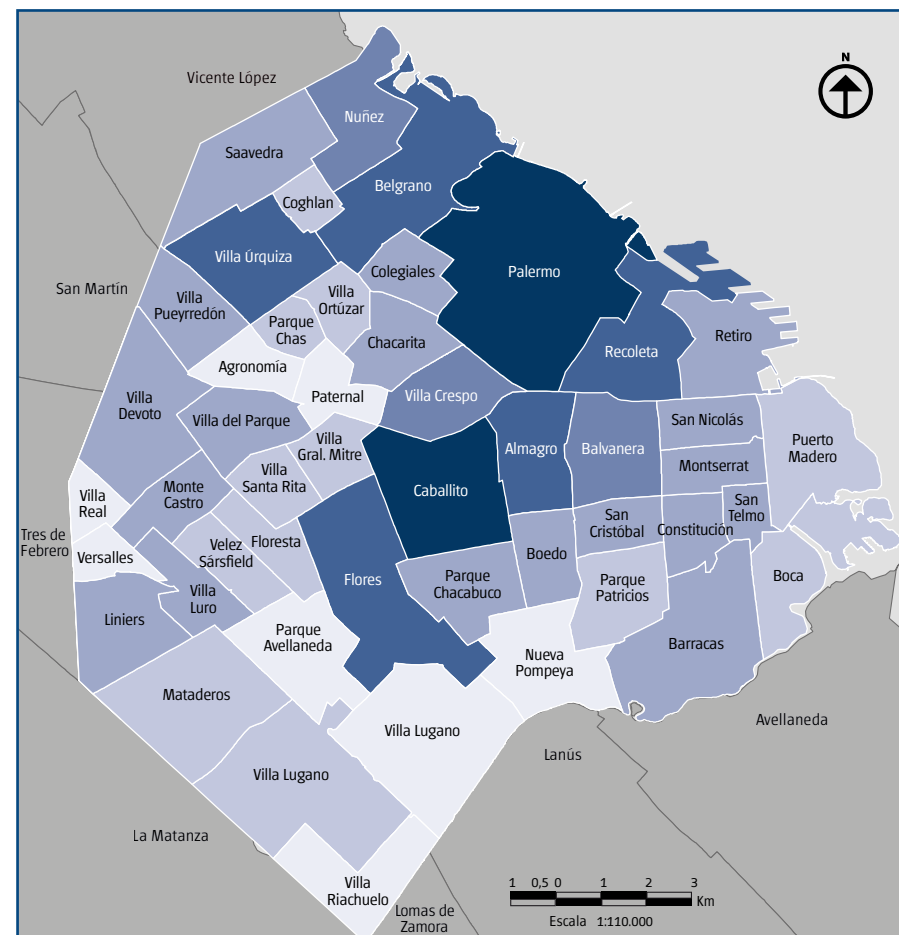 N
Vicente López
Nuñez
Saavedra
Belgrano
Coghlan
Villa Úrquiza
Colegiales
Palermo
San Martín
Villa
Pueyrredón
Villa
Ortúzar
Parque
Chas
Chacarita
Recoleta
Retiro
Agronomía
Paternal
Villa Crespo
Villa
Devoto
Villa del Parque
San Nicolás
Puerto
Madero
Villa
Gral. Mitre
Almagro
Balvanera
Montserrat
Villa
Santa Rita
Caballito
Monte
Castro
Villa
Real
San
Telmo
San
Cristóbal
Constitución
Tres de
Febrero
Versalles
Velez
Sársfield
Floresta
Boedo
Flores
Parque
Chacabuco
Boca
Villa
Luro
Parque
Patricios
Liniers
Parque
Avellaneda
Barracas
Nueva
Pompeya
Mataderos
Avellaneda
Villa Lugano
Lanús
Villa Lugano
La Matanza
Villa
Riachuelo
Lomas de
Zamora
1 0,5 0 1 2 3
Km
Escala 1:110.000